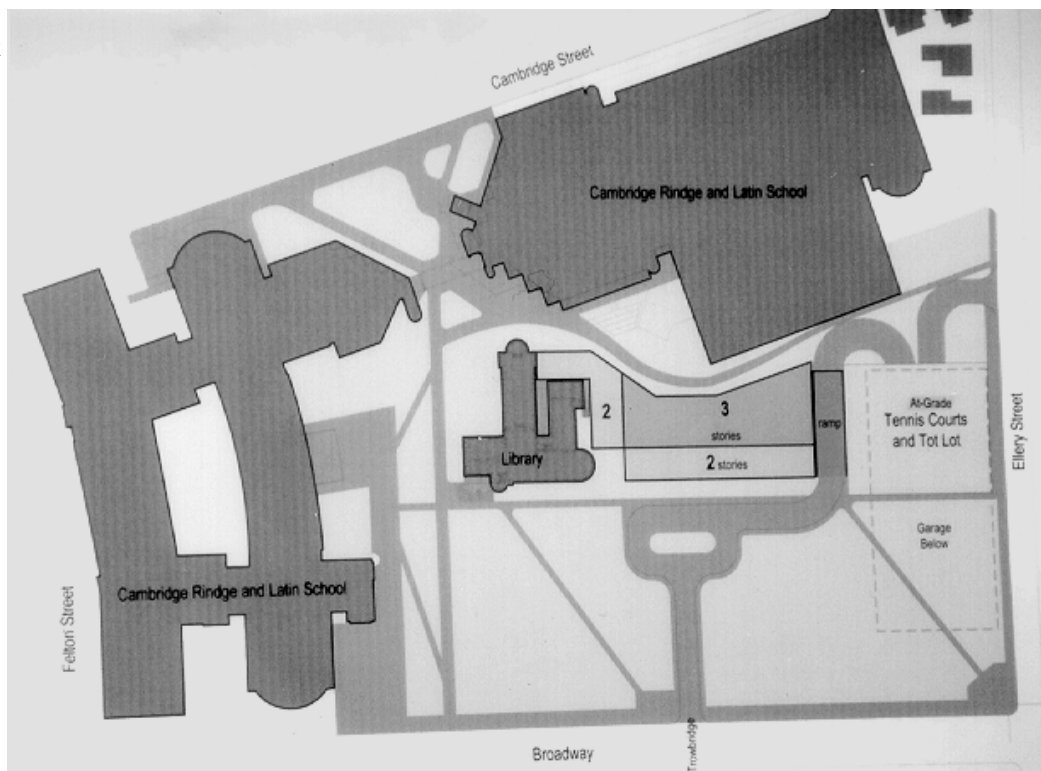 Cambridge Street
Cambridge Rindge and Latin School
2
3
stories
ramp
At-Grade
Tennis Courts
and Tot Lot
Ellery Street
Library
2 stories
Garage
Below
Cambridge Rindge and Latin School
Felton Street
Trowbridge
Broadway